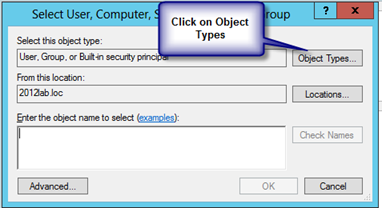 Select User, Computer, S
Group
?
X
Click on Object
Types
Select this object type:
User, Group, or Built-in security principal
Object Types...
From this location:
2012lab.loc
Locations...
Enter the object name to select (examples):
Check Names
Advanced...
OK
Cancel